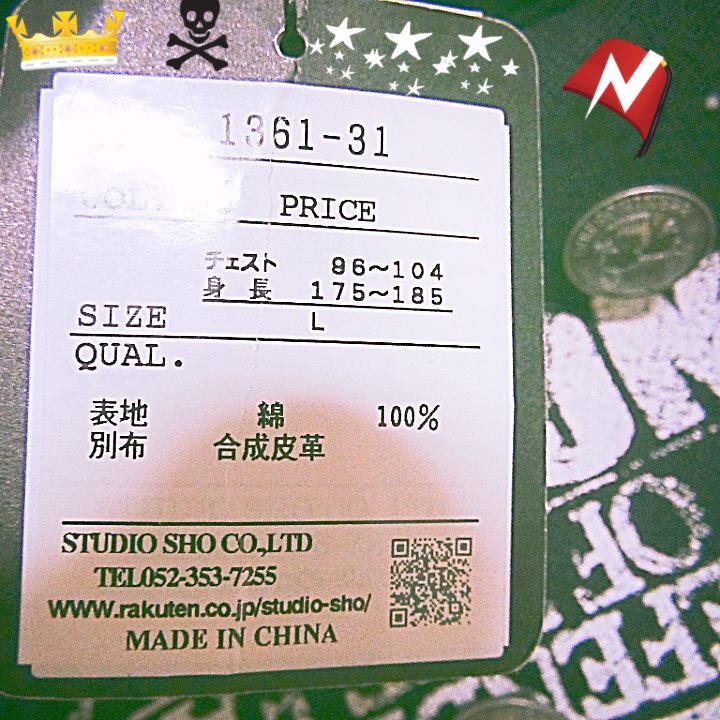 1361-31
COL. PRICE
チェスト 96~104
身長 175~185
SIZE L
QUAL.
表地 綿 100%
別布 合成皮革
STUDIO SHO CO.,LTD
TEL052-353-7255
www.rakuten.co.jp/studio-sho/
MADE IN CHINA
N
OF